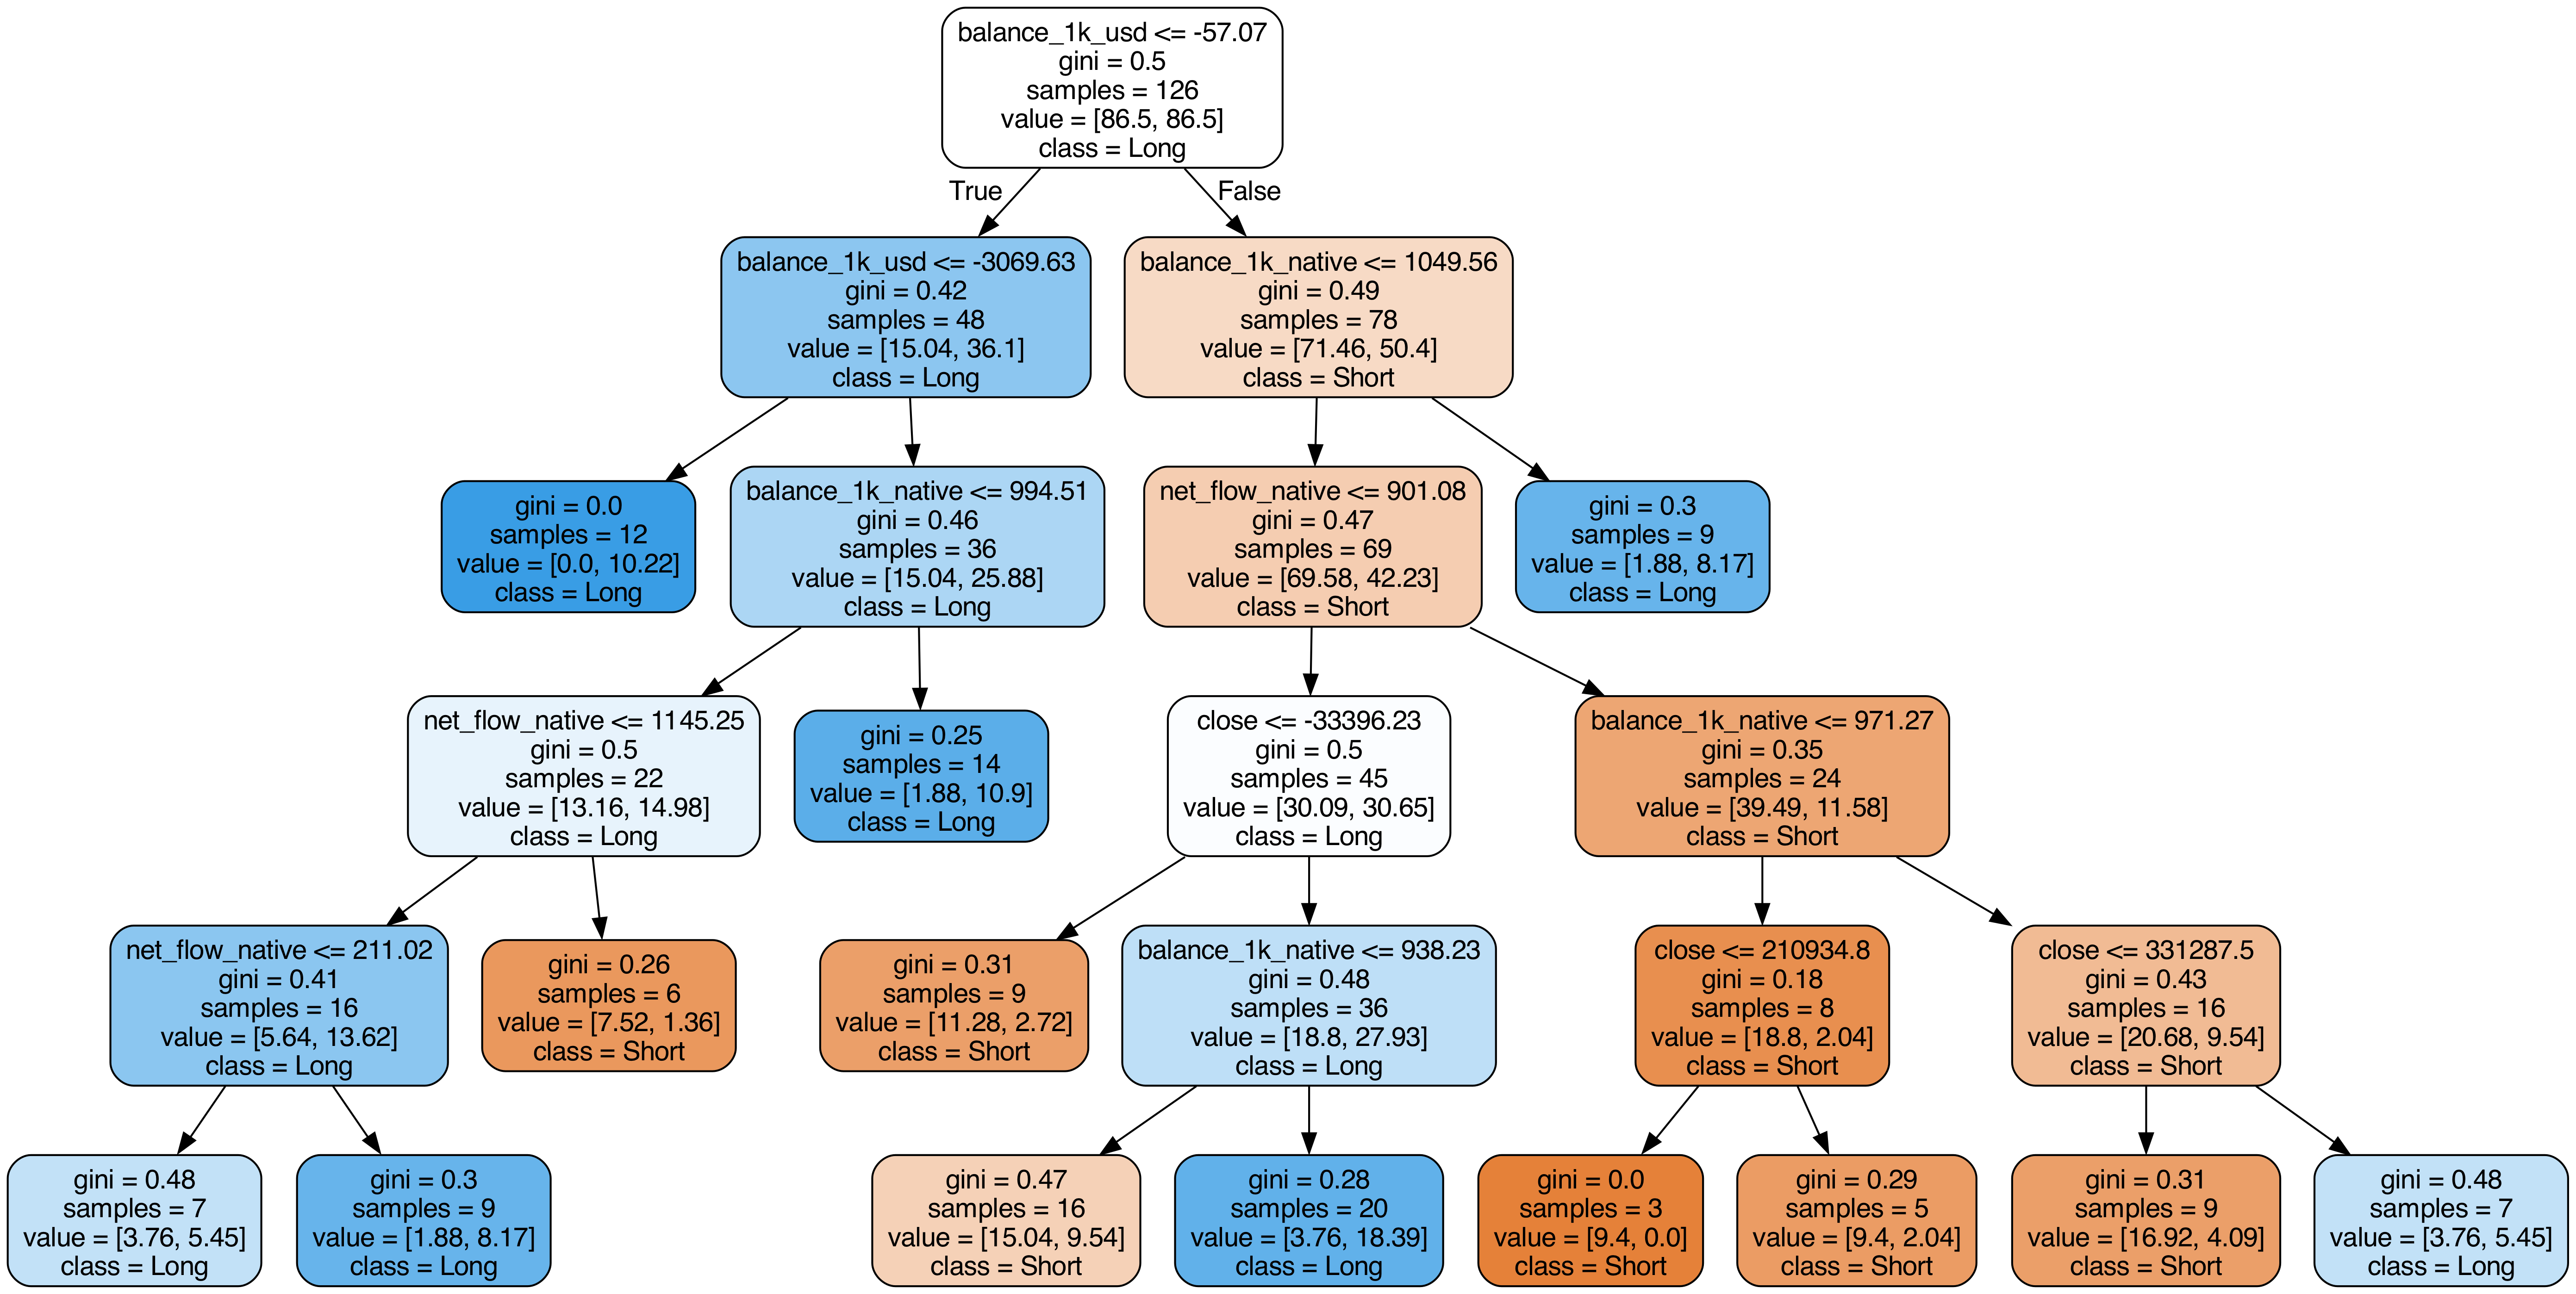 balance_1k_usd <= -57.07
gini = 0.5
samples = 126
value = [86.5, 86.5]
class = Long
True
False
balance_1k_usd <= -3069.63
gini = 0.42
samples = 48
value = [15.04, 36.1]
class = Long
balance_1k_native <= 1049.56
gini = 0.49
samples = 78
value = [71.46, 50.4]
class = Short
gini = 0.0
samples = 12
value = [0.0, 10.22]
class = Long
balance_1k_native <= 994.51
gini = 0.46
samples = 36
value = [15.04, 25.88]
class = Long
net_flow_native <= 901.08
gini = 0.47
samples = 69
value = [69.58, 42.23]
class = Short
gini = 0.3
samples = 9
value = [1.88, 8.17]
class = Long
net_flow_native <= 1145.25
gini = 0.5
samples = 22
value = [13.16, 14.98]
class = Long
gini = 0.25
samples = 14
value = [1.88, 10.9]
class = Long
close <= -33396.23
gini = 0.5
samples = 45
value = [30.09, 30.65]
class = Long
balance_1k_native <= 971.27
gini = 0.35
samples = 24
value = [39.49, 11.58]
class = Short
net_flow_native <= 211.02
gini = 0.41
samples = 16
value = [5.64, 13.62]
class = Long
gini = 0.26
samples = 6
value = [7.52, 1.36]
class = Short
gini = 0.31
samples = 9
value = [11.28, 2.72]
class = Short
balance_1k_native <= 938.23
gini = 0.48
samples = 36
value = [18.8, 27.93]
class = Long
close <= 210934.8
gini = 0.18
samples = 8
value = [18.8, 2.04]
class = Short
close <= 331287.5
gini = 0.43
samples = 16
value = [20.68, 9.54]
class = Short
gini = 0.48
samples = 7
value = [3.76, 5.45]
class = Long
gini = 0.3
samples = 9
value = [1.88, 8.17]
class = Long
gini = 0.47
samples = 16
value = [15.04, 9.54]
class = Short
gini = 0.28
samples = 20
value = [3.76, 18.39]
class = Long
gini = 0.0
samples = 3
value = [9.4, 0.0]
class = Short
gini = 0.29
samples = 5
value = [9.4, 2.04]
class = Short
gini = 0.31
samples = 9
value = [16.92, 4.09]
class = Short
gini = 0.48
samples = 7
value = [3.76, 5.45]
class = Long